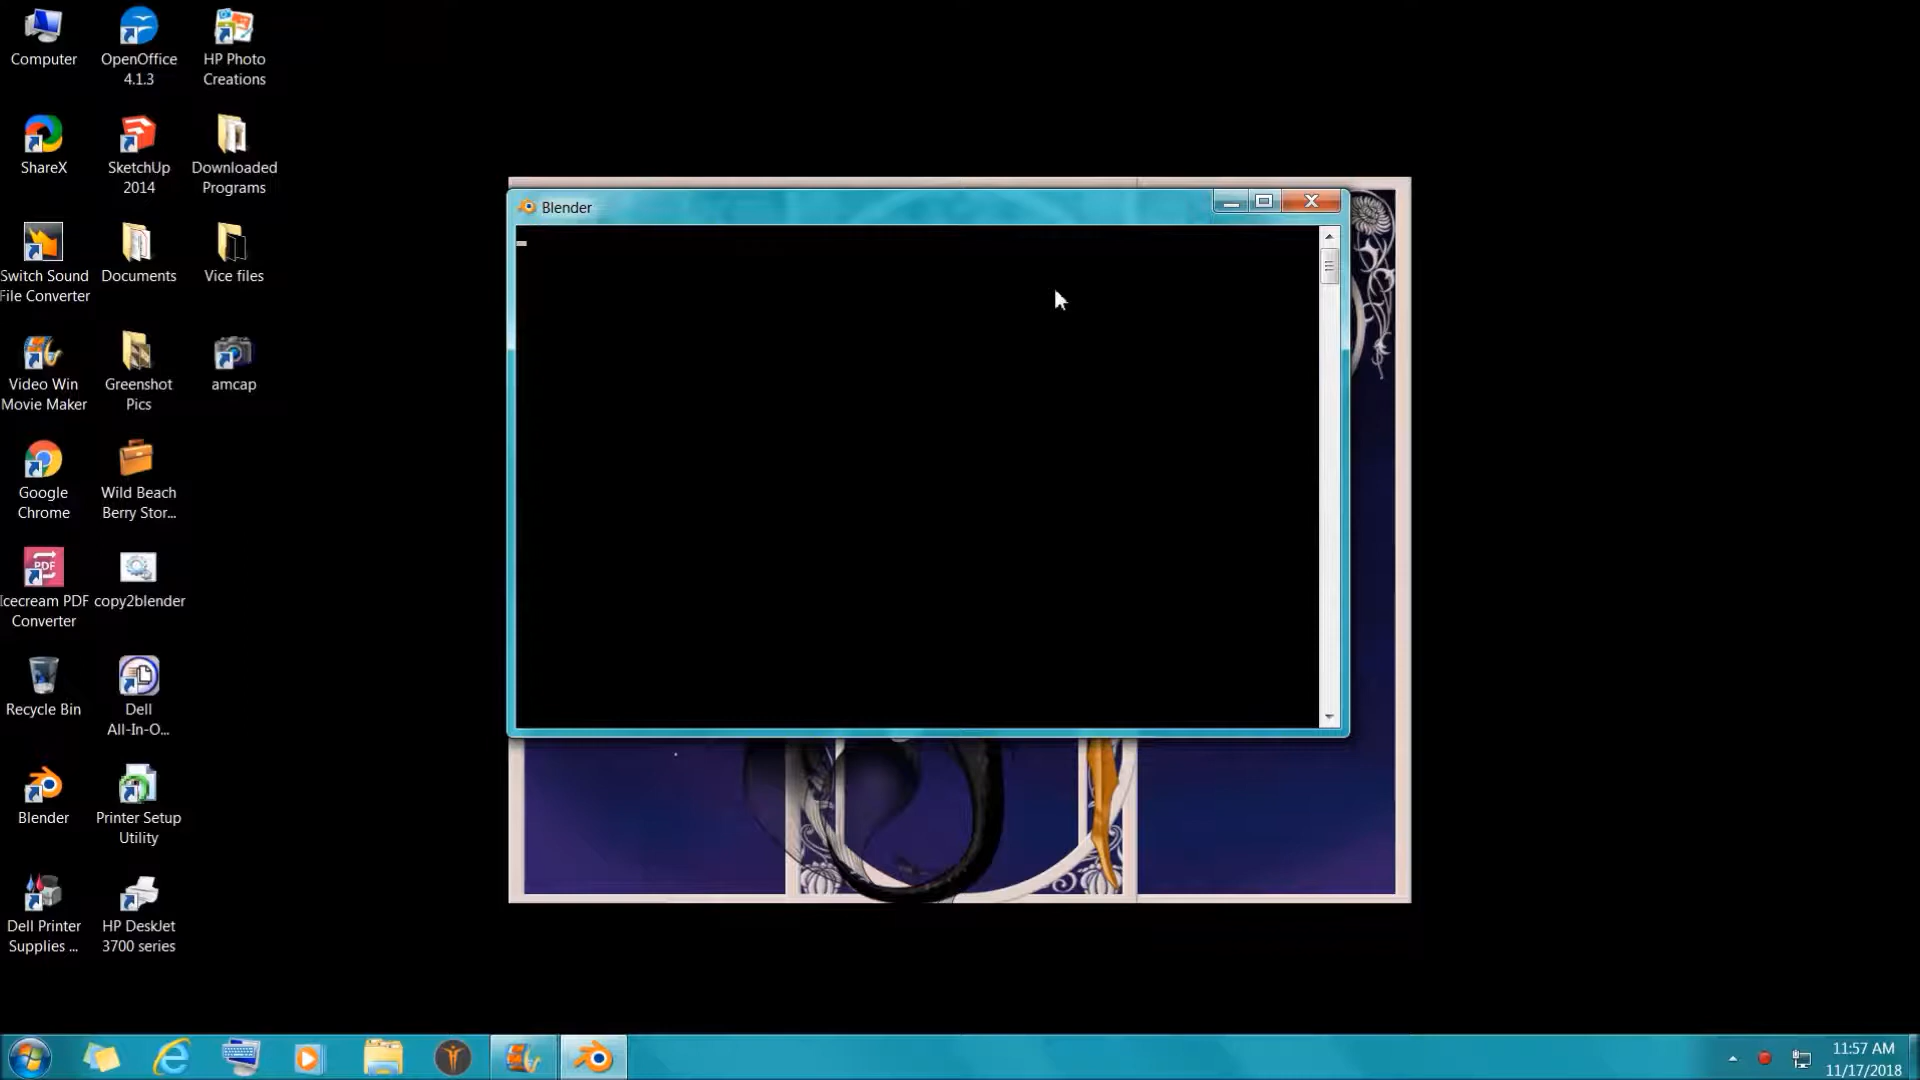 Computer
OpenOffice
4.1.3
HP Photo
Creations
ShareX
SketchUp
2014
Downloaded
Programs
Switch Sound
File Converter
Documents
Vice files
Video Win
Movie Maker
Greenshot
Pics
amcap
Google
Chrome
Wild Beach
Berry Stor...
PDF
Icecream PDF
Converter
copy2blender
Recycle Bin
Dell
All-In-O...
Blender
Printer Setup
Utility
Dell Printer
Supplies ...
HP DeskJet
3700 series
Blender
11:57 AM
11/17/2018